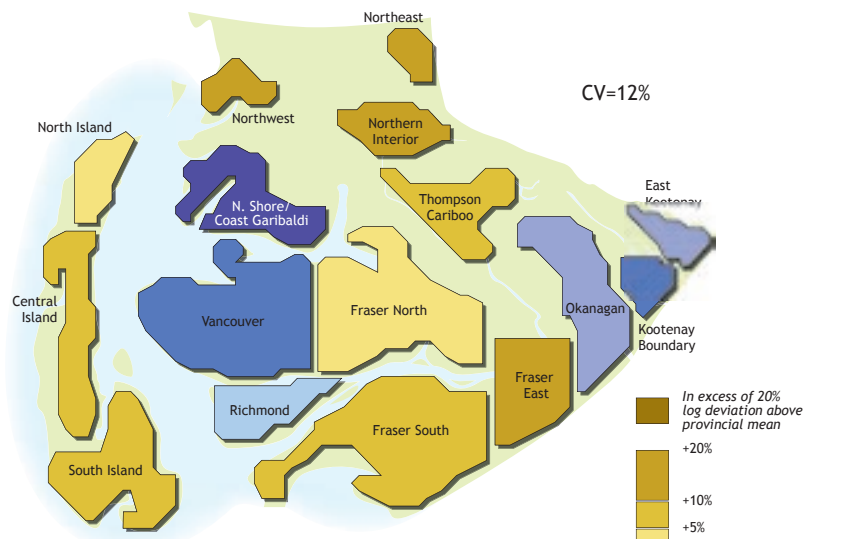 Northeast
CV=12%
Northwest
Northern
Interior
North Island
East
Kootenay
Thompson
Cariboo
N. Shore/
Coast Garibaldi
Central
Island
Vancouver
Fraser North
Okanagan
Kootenay
Boundary
Richmond
Fraser
East
Fraser South
South Island
In excess of 20%
log deviation above
provincial mean
+20%
+10%
+5%